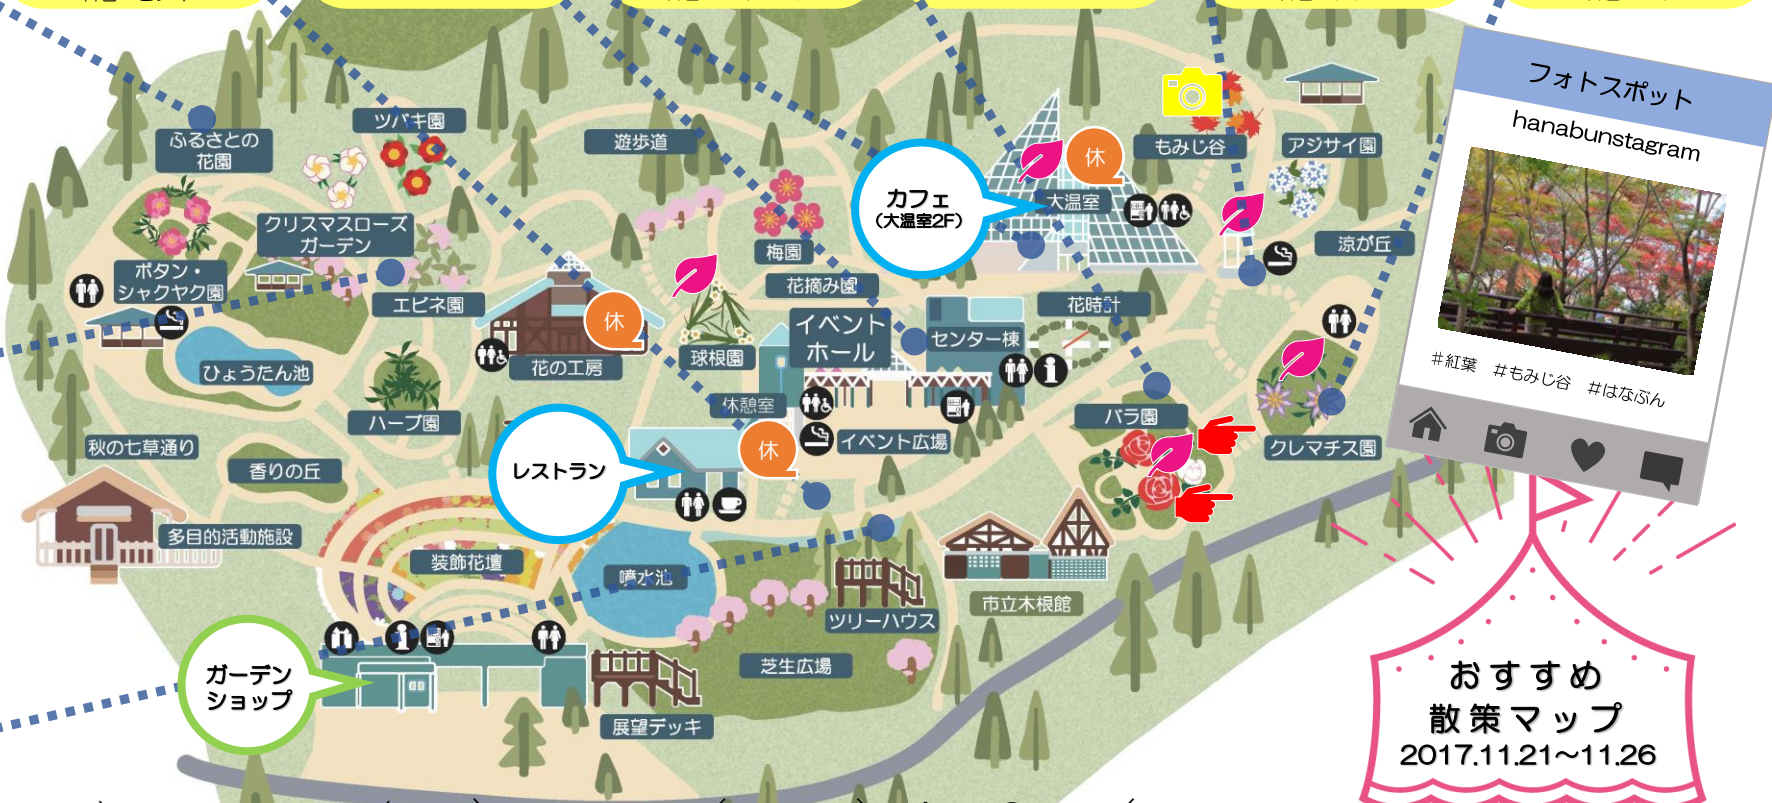 フォトスポット
hanabunstagram
#紅葉 #もみじ谷 #はなぶん
ふるさとの
花園
ツバキ園
遊歩道
もみじ谷
アジサイ園
休
カフェ
(大温室2F)
大温室
クリスマスローズ
ガーデン
梅園
涼が丘
ボタン・
シャクヤク園
エビネ園
花摘み園
花時計
休
イベント
ホール
センター棟
ひょうたん池
花の工房
球根園
休憩室
バラ園
ハーブ園
秋の七草通り
香りの丘
レストラン
休
イベント広場
クレマチス園
多目的活動施設
装飾花壇
噴水池
ツリーハウス
市立木根館
ガーデン
ショップ
芝生広場
展望デッキ
おすすめ
散策マップ
2017.11.21~11.26